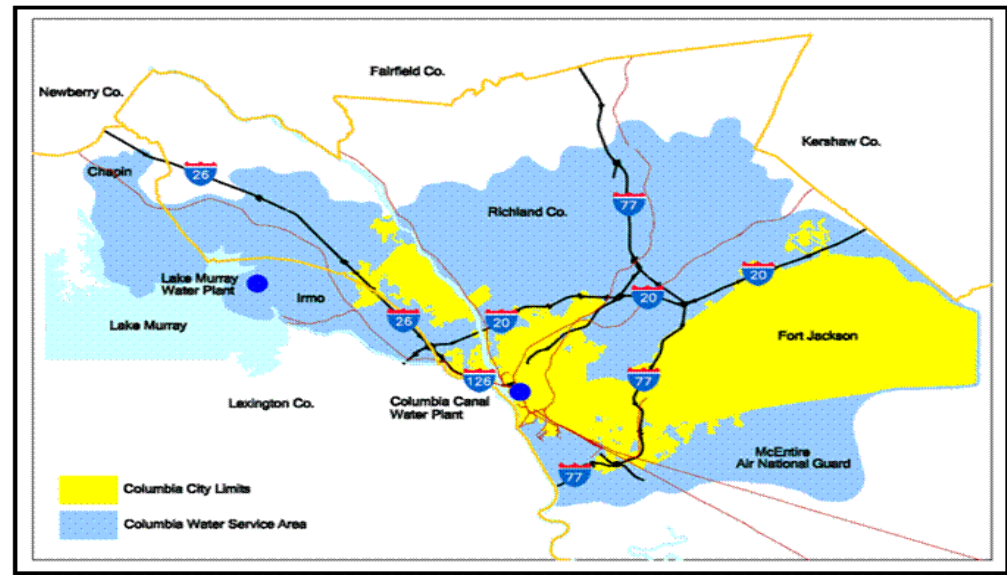 Fairfield Co.
Newberry Co.
Kershaw Co.
Chapin
26
77
Richland Co.
Lake Murray
Water Plant
Irmo
20
20
26
20
Lake Murray
Fort Jackson
126
77
Columbia Canal
Water Plant
Lexington Co.
McEntire
Air National Guard
77
Columbia City Limits
Columbia Water Service Area